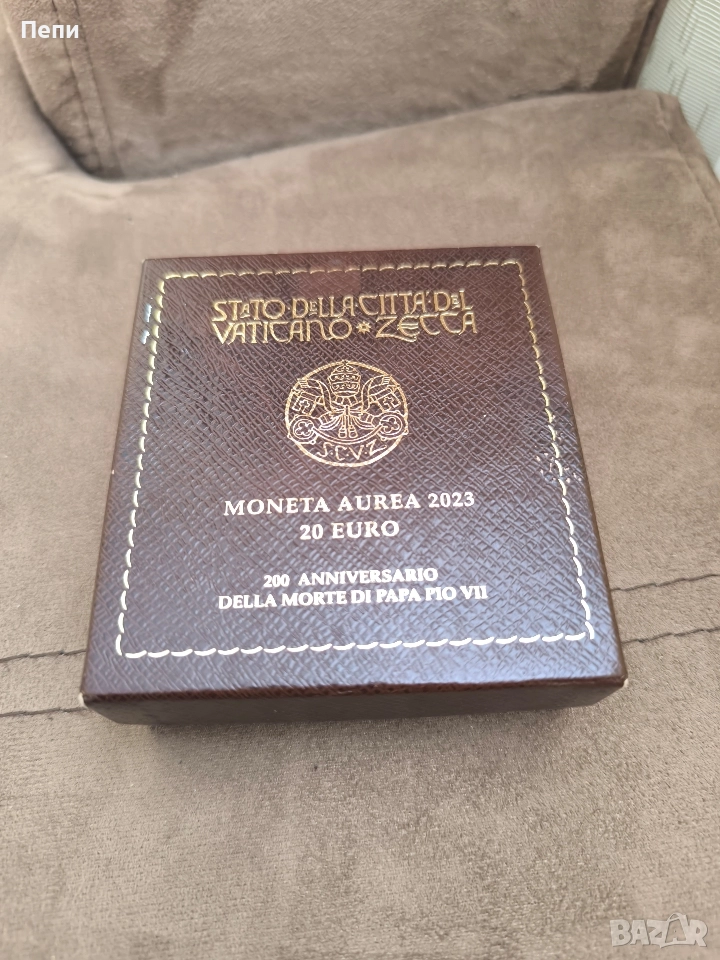 Пепи
STATO·DELLA·CITTÀ·DEL
VATICANO ZECCA
S.C.V.Z
MONETA AUREA 2023
20 EURO
200 ANNIVERSARIO
DELLA MORTE DI PAPA PIO VII
BAZAR